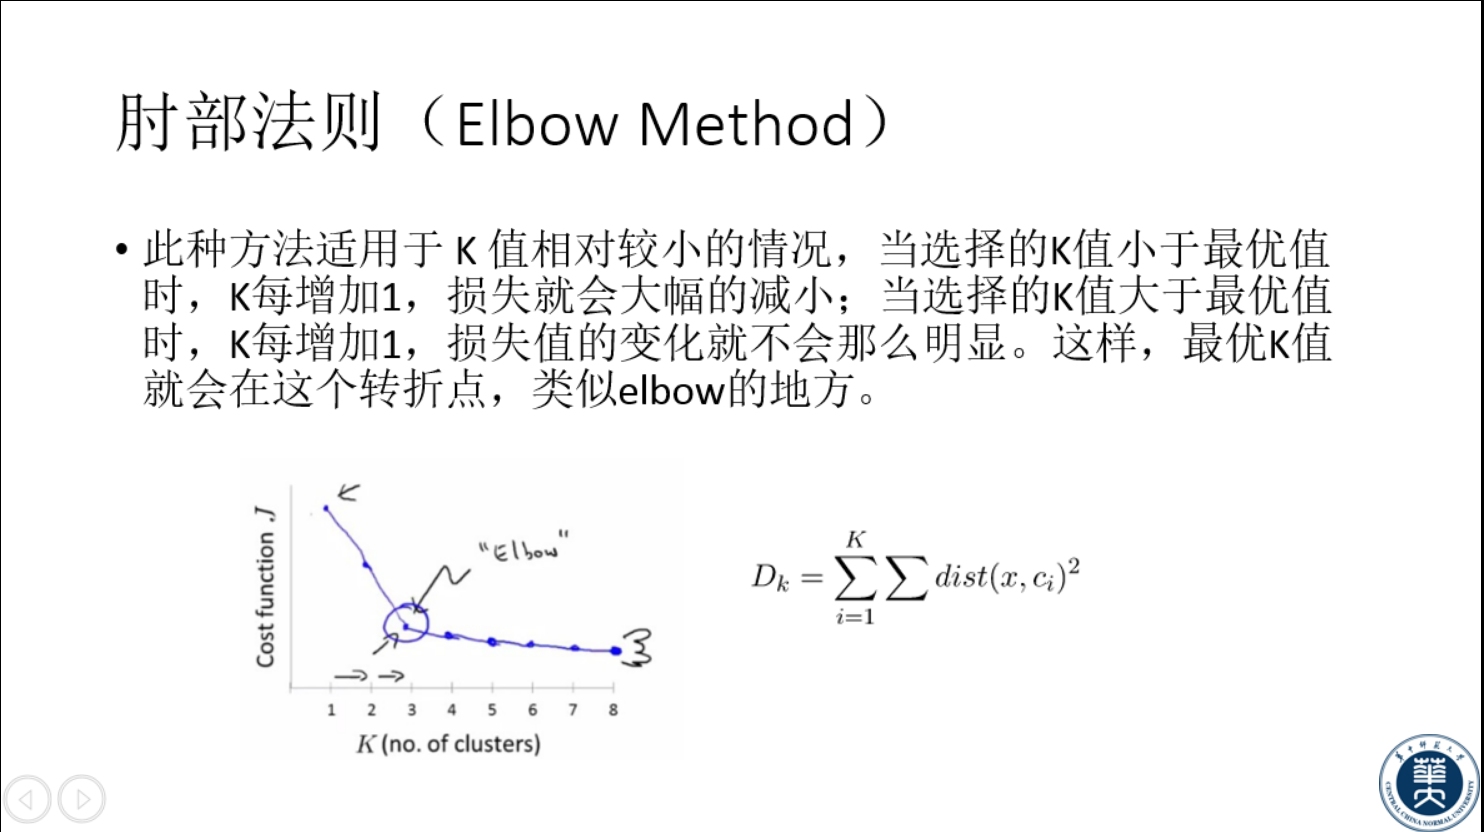 肘部法则（Elbow Method）
• 此种方法适用于 K 值相对较小的情况，当选择的K值小于最优值
时，K每增加1，损失就会大幅的减小；当选择的K值大于最优值
时，K每增加1，损失值的变化就不会那么明显。这样，最优K值
就会在这个转折点，类似elbow的地方。
Cost function J
"Elbow"
1 2 3 4 5 6 7 8
K (no. of clusters)
K
D_k = ∑ ∑ dist(x, c_i)^2
i=1
华中师范大学
CENTRAL CHINA NORMAL UNIVERSITY